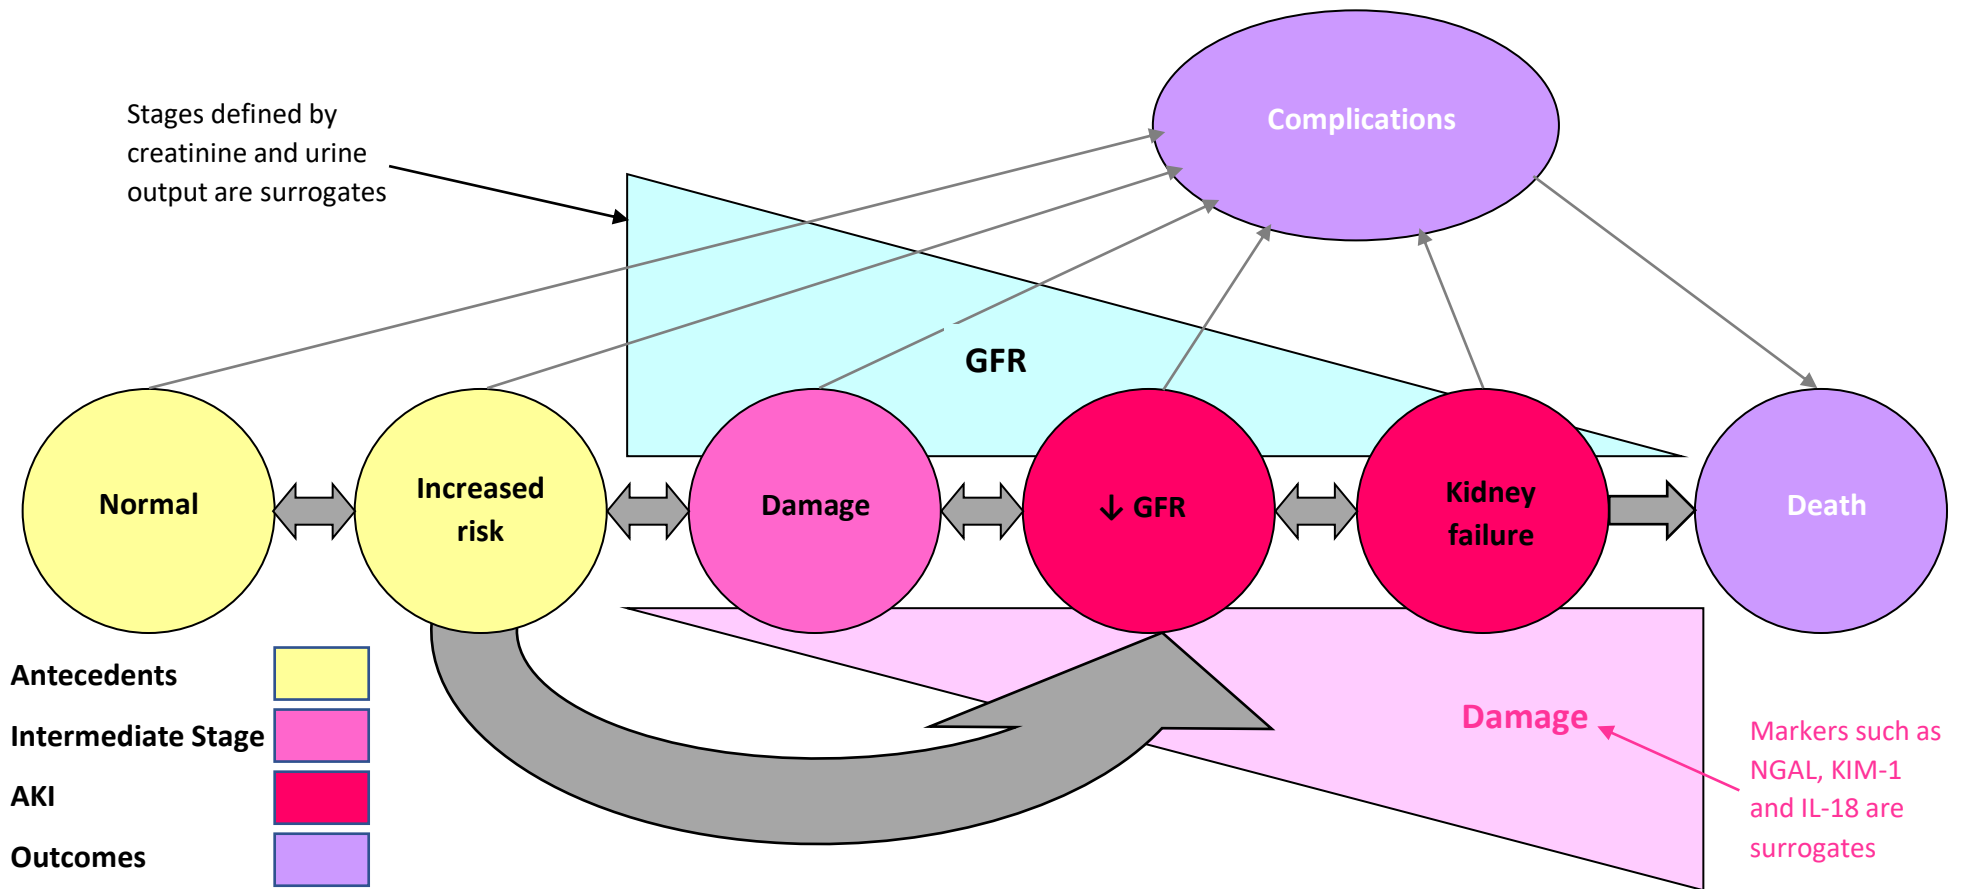 Stages defined by
creatinine and urine
output are surrogates
Complications
GFR
Normal
Increased
risk
Damage
↓ GFR
Kidney
failure
Death
Antecedents
Intermediate Stage
AKI
Outcomes
Damage
Markers such as
NGAL, KIM-1
and IL-18 are
surrogates